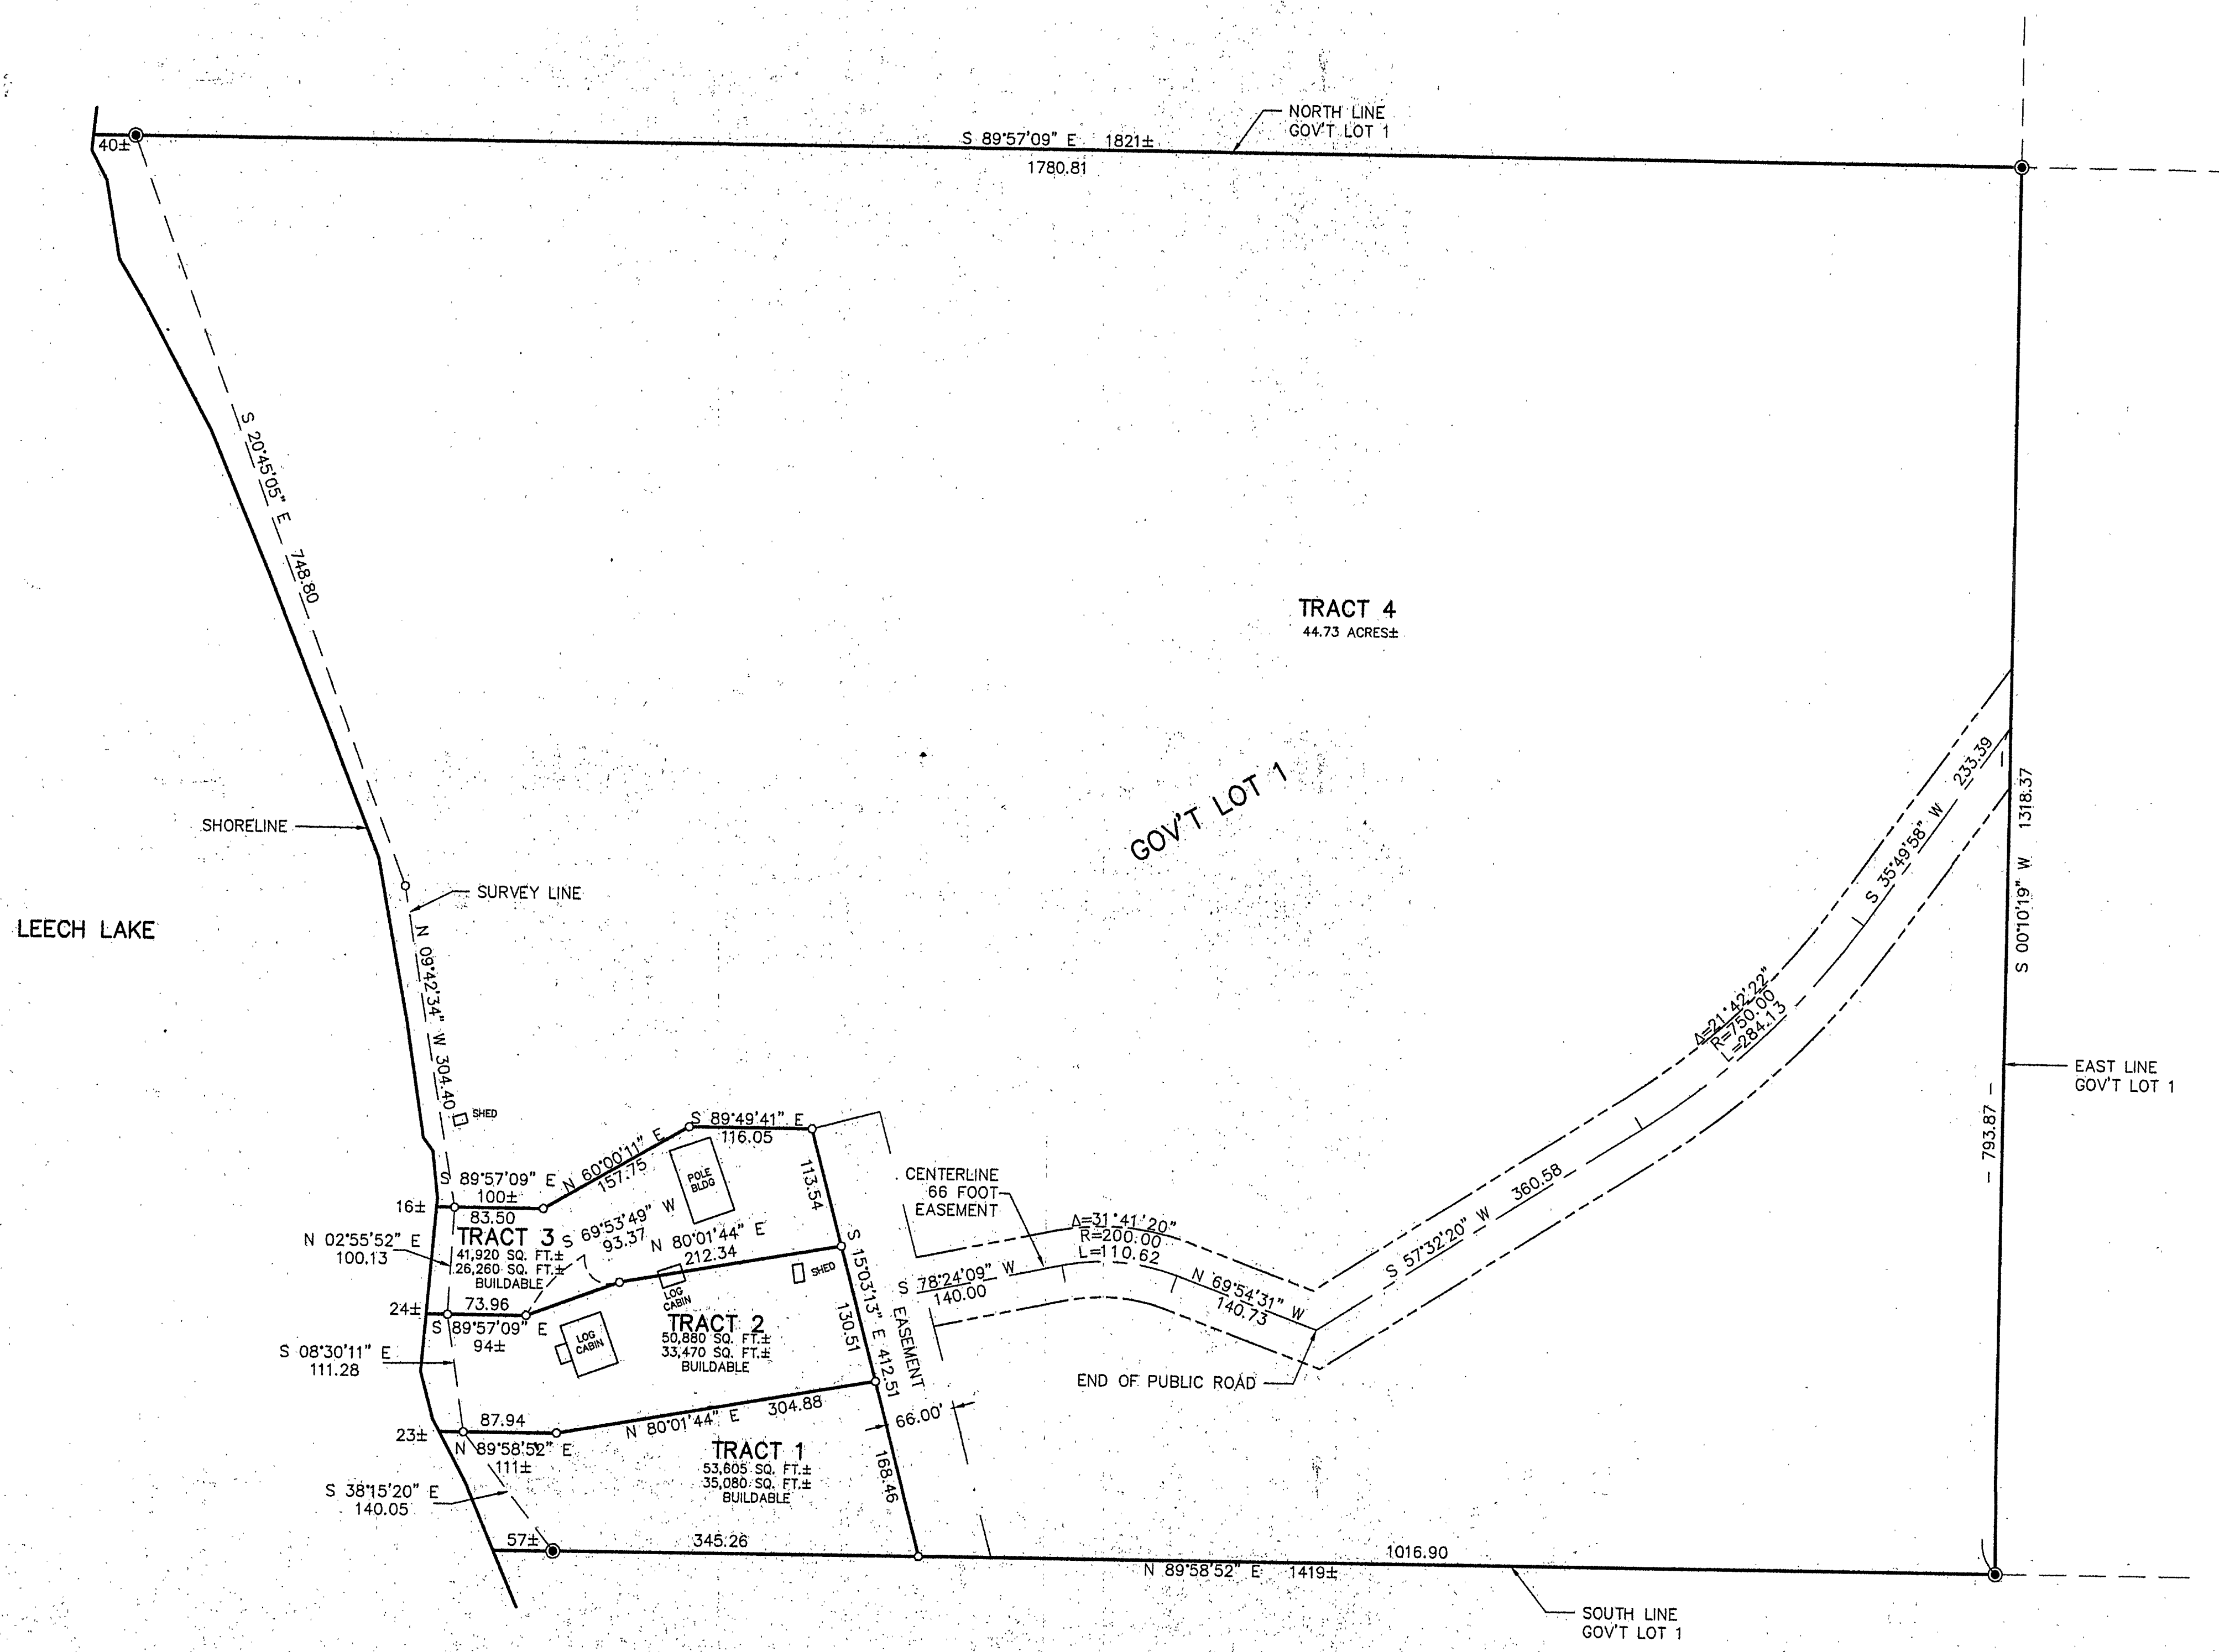 NORTH LINE
GOV'T LOT 1
40±
S 89°57'09" E 1821±
1780.81
S 20°45'05" E 748.80
TRACT 4
44.73 ACRES±
GOV'T LOT 1
SHORELINE
SURVEY LINE
LEECH LAKE
N 09°42'34" W 304.40
SHED
233.39
S 35°49'58" W
S 00°10'19" W 1318.37
Δ=21°42'22"
R=750.00
L=284.13
EAST LINE
GOV'T LOT 1
793.87
S 89°49'41" E
116.05
N 60°00'11" E
157.75
POLE
BLDG
113.54
S 89°57'09" E
100±
16±
83.50
CENTERLINE
66 FOOT
EASEMENT
Δ=31°41'20"
R=200.00
L=110.62
360.58
S 57°32'20" W
N 02°55'52" E
100.13
TRACT 3
41,920 SQ. FT.±
26,260 SQ. FT.±
BUILDABLE
S 69°53'49" W
93.37
N 80°01'44" E
212.34
SHED
LOG
CABIN
S 78°24'09" W
140.00
N 69°54'31" W
140.73
24±
73.96
S 89°57'09" E
94±
LOG
CABIN
TRACT 2
50,880 SQ. FT.±
33,470 SQ. FT.±
BUILDABLE
130.51
S 15°03'13" E 412.51
EASEMENT
S 08°30'11" E
111.28
END OF PUBLIC ROAD
87.94
23±
N 89°58'52" E
111±
N 80°01'44" E 304.88
66.00'
TRACT 1
53,605 SQ. FT.±
35,080 SQ. FT.±
BUILDABLE
168.46
S 38°15'20" E
140.05
57±
345.26
1016.90
N 89°58'52" E 1419±
SOUTH LINE
GOV'T LOT 1